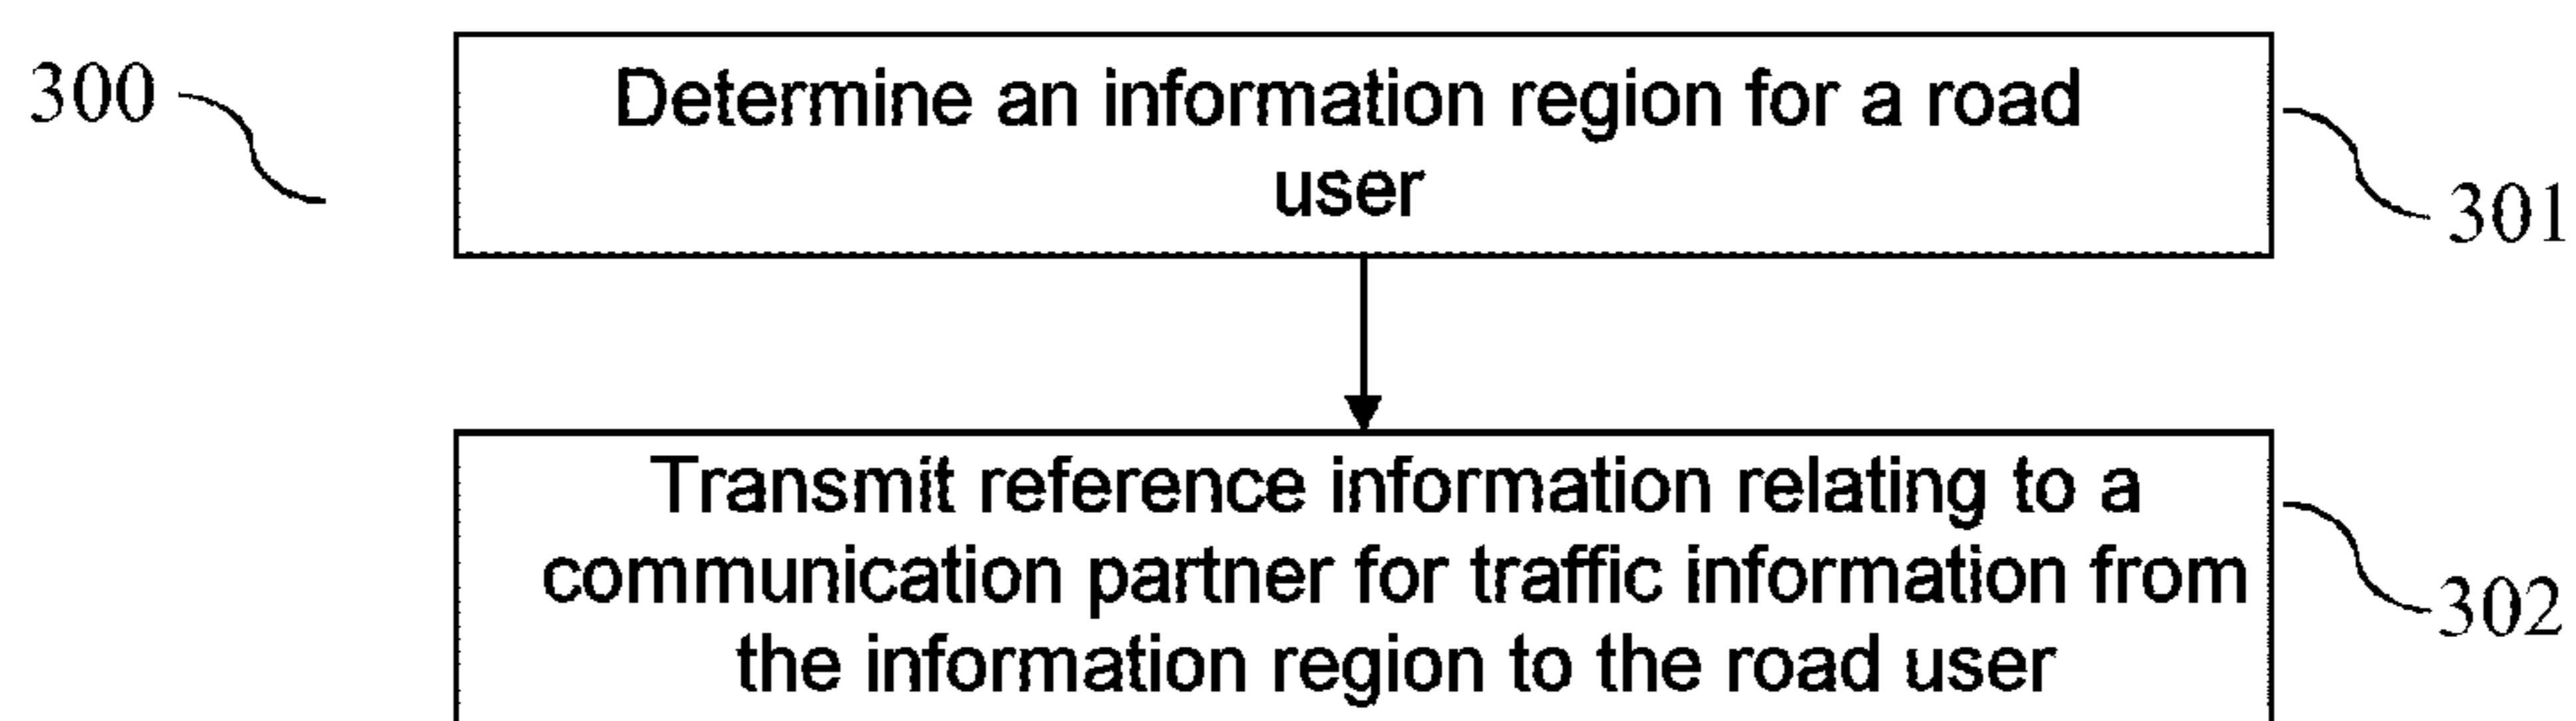 300
Determine an information region for a road
user
301
Transmit reference information relating to a
communication partner for traffic information from
the information region to the road user
302